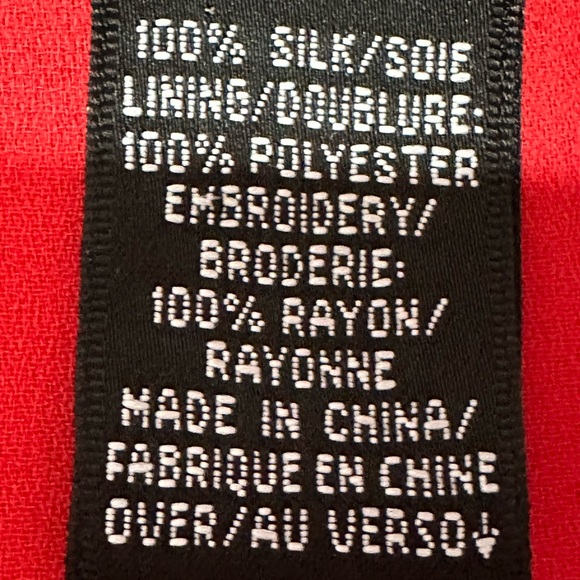 100% SILK/SOIE
LINING/DOUBLURE:
100% POLYESTER
EMBROIDERY/
BRODERIE:
100% RAYON/
RAYONNE
MADE IN CHINA/
FABRIQUE EN CHINE
OVER/AU VERSO↓